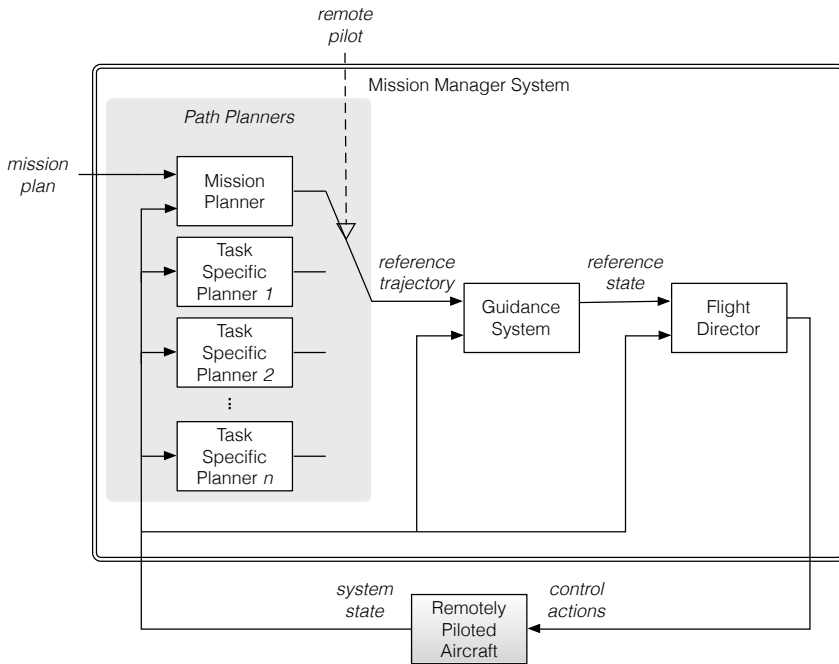 remote
pilot
Mission Manager System
Path Planners
mission
plan
Mission
Planner
Task
Specific
Planner 1
Task
Specific
Planner 2
...
Task
Specific
Planner n
reference
trajectory
Guidance
System
reference
state
Flight
Director
system
state
Remotely
Piloted
Aircraft
control
actions